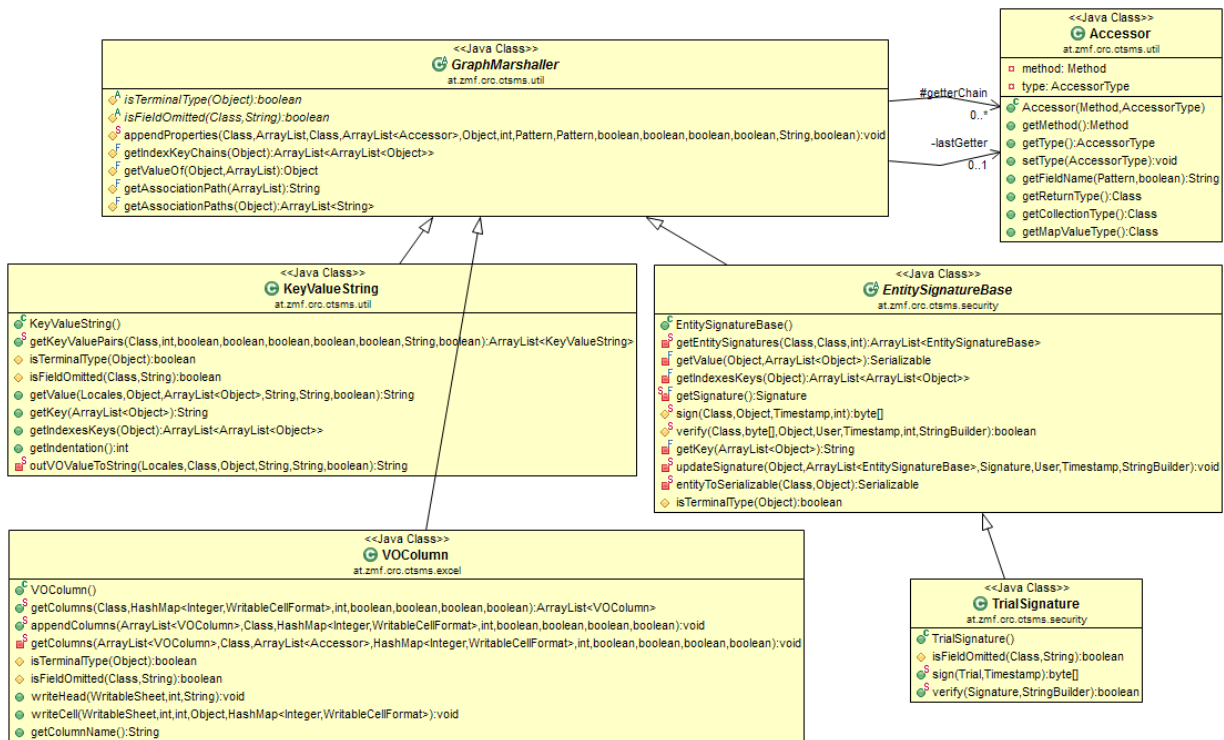 <<Java Class>>
GraphMarshaller
at.zmf.crc.ctsms.util
isTerminalType(Object):boolean
isFieldOmitted(Class,String):boolean
appendProperties(Class,ArrayList,Class,ArrayList<Accessor>,Object,int,Pattern,Pattern,boolean,boolean,boolean,boolean,String,boolean):void
getIndexKeyChains(Object):ArrayList<ArrayList<Object>>
getValueOf(Object,ArrayList):Object
getAssociationPath(ArrayList):String
getAssociationPaths(Object):ArrayList<String>
#getterChain
0..*
-lastGetter
0..1
<<Java Class>>
Accessor
at.zmf.crc.ctsms.util
method: Method
type: AccessorType
Accessor(Method,AccessorType)
getMethod():Method
getType():AccessorType
setType(AccessorType):void
getFieldName(Pattern,boolean):String
getReturnType():Class
getCollectionType():Class
getMapValueType():Class
<<Java Class>>
KeyValueString
at.zmf.crc.ctsms.util
KeyValueString()
getKeyValuePairs(Class,int,boolean,boolean,boolean,boolean,boolean,String,boolean):ArrayList<KeyValueString>
isTerminalType(Object):boolean
isFieldOmitted(Class,String):boolean
getValue(Locales,Object,ArrayList<Object>,String,String,boolean):String
getKey(ArrayList<Object>):String
getIndexesKeys(Object):ArrayList<ArrayList<Object>>
getIndentation():int
outVOValueToString(Locales,Class,Object,String,String,boolean):String
<<Java Class>>
EntitySignatureBase
at.zmf.crc.ctsms.security
EntitySignatureBase()
getEntitySignatures(Class,Class,int):ArrayList<EntitySignatureBase>
getValue(Object,ArrayList<Object>):Serializable
getIndexesKeys(Object):ArrayList<ArrayList<Object>>
getSignature():Signature
sign(Class,Object,Timestamp,int):byte[]
verify(Class,byte[],Object,User,Timestamp,int,StringBuilder):boolean
getKey(ArrayList<Object>):String
updateSignature(Object,ArrayList<EntitySignatureBase>,Signature,User,Timestamp,StringBuilder):void
entityToSerializable(Class,Object):Serializable
isTerminalType(Object):boolean
<<Java Class>>
VOColumn
at.zmf.crc.ctsms.excel
VOColumn()
getColumns(Class,HashMap<Integer,WritableCellFormat>,int,boolean,boolean,boolean,boolean):ArrayList<VOColumn>
appendColumns(ArrayList<VOColumn>,Class,HashMap<Integer,WritableCellFormat>,int,boolean,boolean,boolean,boolean):void
getColumns(ArrayList<VOColumn>,Class,ArrayList<Accessor>,HashMap<Integer,WritableCellFormat>,int,boolean,boolean,boolean,boolean):void
isTerminalType(Object):boolean
isFieldOmitted(Class,String):boolean
writeHead(WritableSheet,int,String):void
writeCell(WritableSheet,int,int,Object,HashMap<Integer,WritableCellFormat>):void
getColumnName():String
<<Java Class>>
TrialSignature
at.zmf.crc.ctsms.security
TrialSignature()
isFieldOmitted(Class,String):boolean
sign(Trial,Timestamp):byte[]
verify(Signature,StringBuilder):boolean